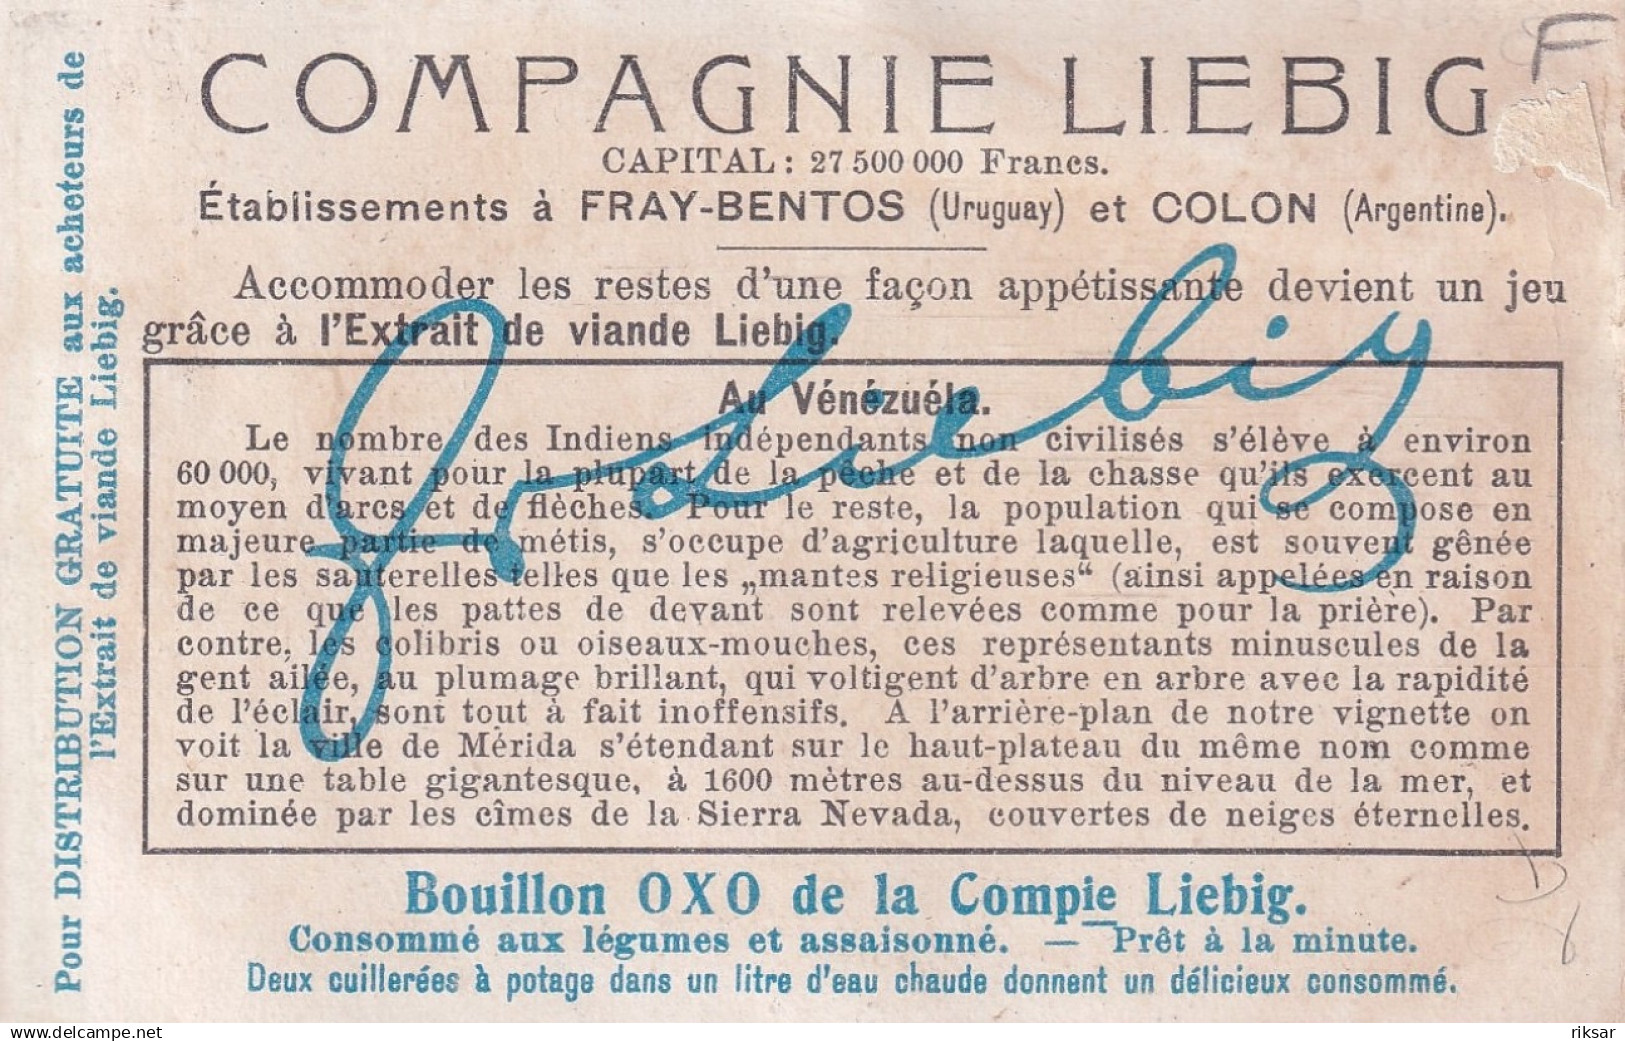 COMPAGNIE LIEBIG
F
CAPITAL : 27 500 000 Francs.
Établissements à FRAY-BENTOS (Uruguay) et COLON (Argentine).
Accommoder les restes d'une façon appétissante devient un jeu
grâce à l'Extrait de viande Liebig.
Au Vénézuéla.
Le nombre des Indiens indépendants non civilisés s'élève à environ
60 000, vivant pour la plupart de la pêche et de la chasse qu'ils exercent au
moyen d'arcs et de flèches. Pour le reste, la population qui se compose en
majeure partie de métis, s'occupe d'agriculture laquelle, est souvent gênée
par les sauterelles telles que les „mantes religieuses“ (ainsi appelées en raison
de ce que les pattes de devant sont relevées comme pour la prière). Par
contre, les colibris ou oiseaux-mouches, ces représentants minuscules de la
gent ailée, au plumage brillant, qui voltigent d'arbre en arbre avec la rapidité
de l'éclair, sont tout à fait inoffensifs. A l'arrière-plan de notre vignette on
voit la ville de Mérida s'étendant sur le haut-plateau du même nom comme
sur une table gigantesque, à 1600 mètres au-dessus du niveau de la mer, et
dominée par les cîmes de la Sierra Nevada, couvertes de neiges éternelles.
Bouillon OXO de la Compie Liebig.
Consommé aux légumes et assaisonné. — Prêt à la minute.
Deux cuillerées à potage dans un litre d'eau chaude donnent un délicieux consommé.
Pour DISTRIBUTION GRATUITE aux acheteurs de
l'Extrait de viande Liebig.
www.delcampe.net
riksar